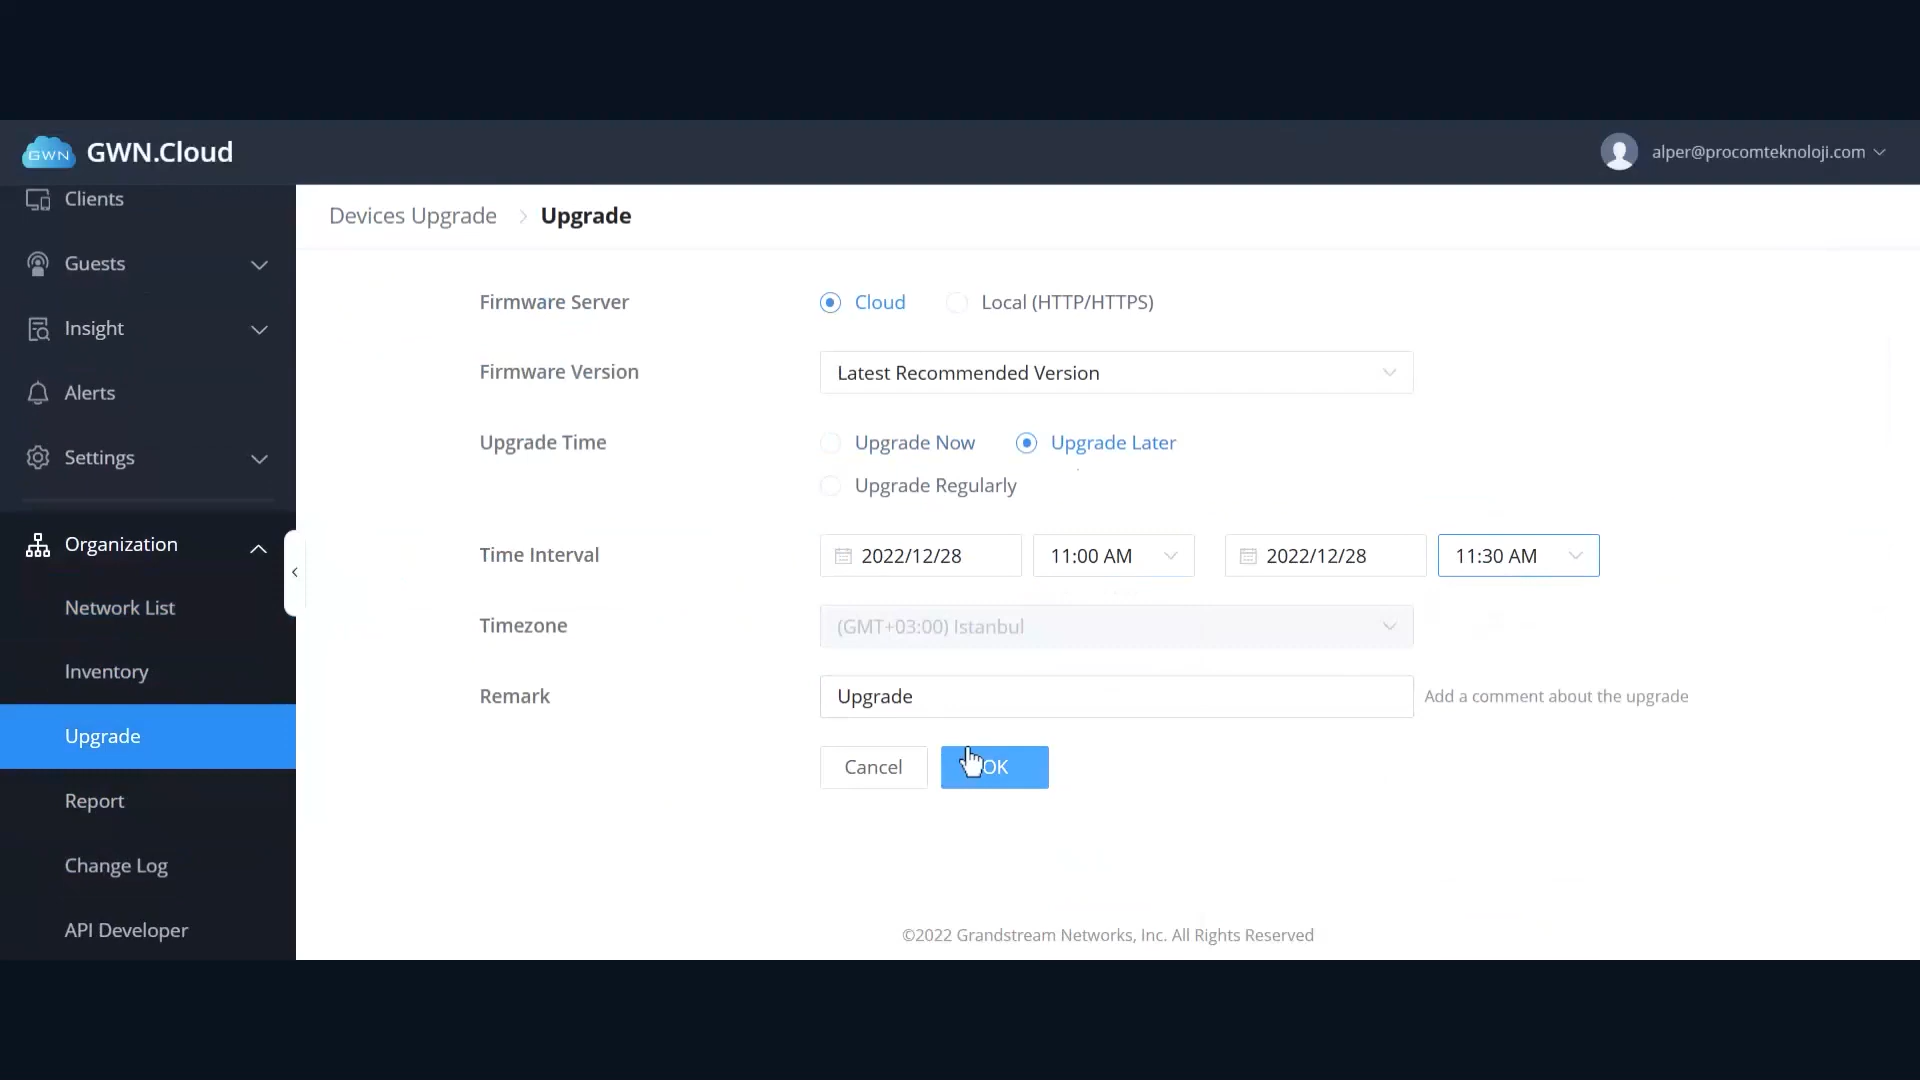 GWN
GWN.Cloud
alper@procomteknoloji.com
Clients
Guests
Insight
Alerts
Settings
Organization
Network List
Inventory
Upgrade
Report
Change Log
API Developer
Devices Upgrade > Upgrade
Firmware Server
Cloud
Local (HTTP/HTTPS)
Firmware Version
Latest Recommended Version
Upgrade Time
Upgrade Now
Upgrade Later
Upgrade Regularly
Time Interval
2022/12/28
11:00 AM
2022/12/28
11:30 AM
Timezone
(GMT+03:00) Istanbul
Remark
Upgrade
Add a comment about the upgrade
Cancel
OK
©2022 Grandstream Networks, Inc. All Rights Reserved